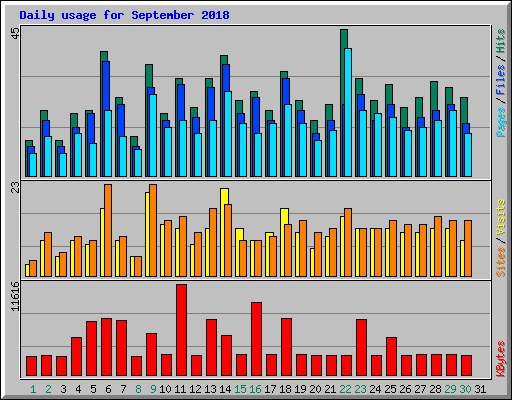 Daily usage for September 2018
45
Pages / Files / Hits
23
Sites / Visits
11616
KBytes
1 2 3 4 5 6 7 8 9 10 11 12 13 14 15 16 17 18 19 20 21 22 23 24 25 26 27 28 29 30 31